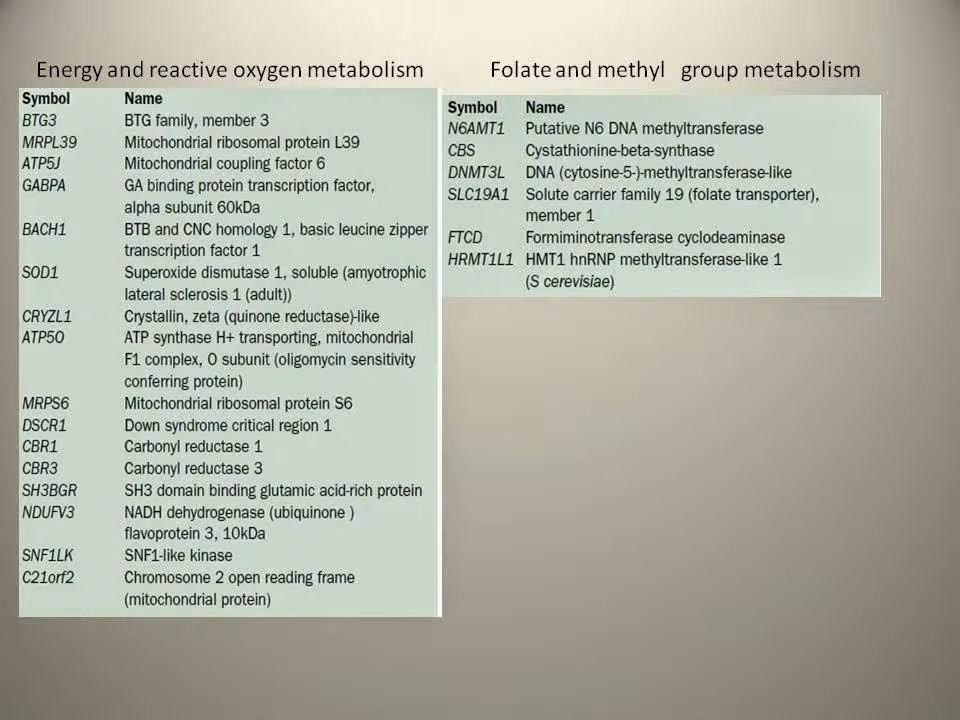 Energy and reactive oxygen metabolism
Symbol Name
BTG3 BTG family, member 3
MRPL39 Mitochondrial ribosomal protein L39
ATP5J Mitochondrial coupling factor 6
GABPA GA binding protein transcription factor,
alpha subunit 60kDa
BACH1 BTB and CNC homology 1, basic leucine zipper
transcription factor 1
SOD1 Superoxide dismutase 1, soluble (amyotrophic
lateral sclerosis 1 (adult))
CRYZL1 Crystallin, zeta (quinone reductase)-like
ATP5O ATP synthase H+ transporting, mitochondrial
F1 complex, O subunit (oligomycin sensitivity
conferring protein)
MRPS6 Mitochondrial ribosomal protein S6
DSCR1 Down syndrome critical region 1
CBR1 Carbonyl reductase 1
CBR3 Carbonyl reductase 3
SH3BGR SH3 domain binding glutamic acid-rich protein
NDUFV3 NADH dehydrogenase (ubiquinone )
flavoprotein 3, 10kDa
SNF1LK SNF1-like kinase
C21orf2 Chromosome 2 open reading frame
(mitochondrial protein)
Folate and methyl group metabolism
Symbol Name
N6AMT1 Putative N6 DNA methyltransferase
CBS Cystathionine-beta-synthase
DNMT3L DNA (cytosine-5-)-methyltransferase-like
SLC19A1 Solute carrier family 19 (folate transporter),
member 1
FTCD Formiminotransferase cyclodeaminase
HRMT1L1 HMT1 hnRNP methyltransferase-like 1
(S cerevisiae)